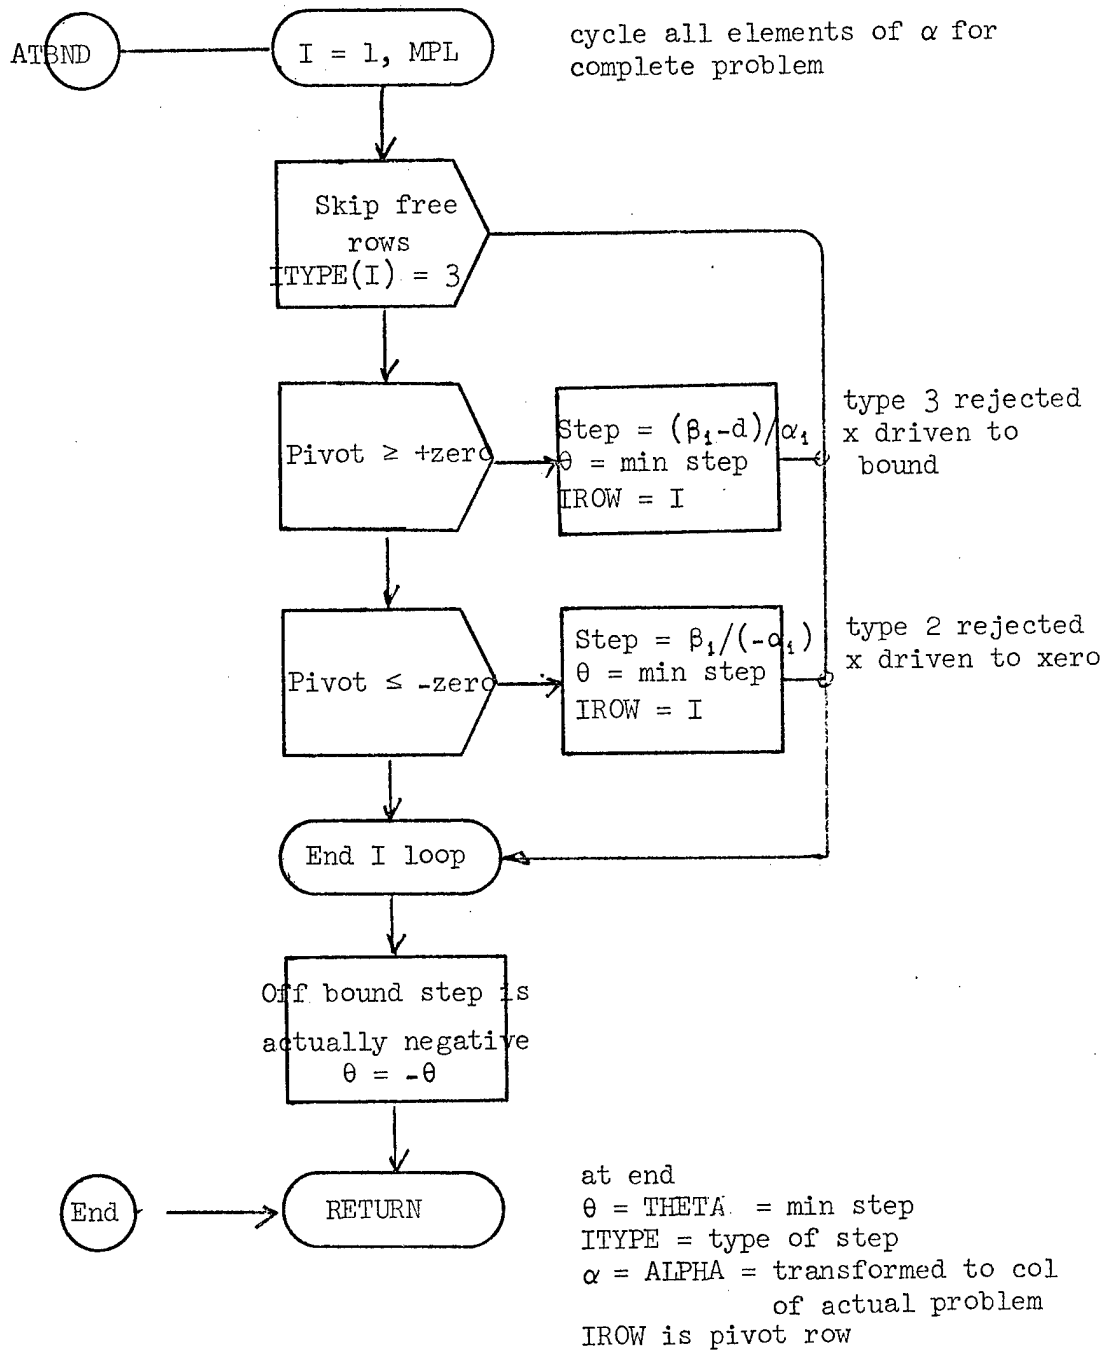 ATBND
I = 1, MPL
cycle all elements of α for
complete problem
Skip free
rows
ITYPE(I) = 3
Pivot ≥ +zero
Step = (β₁-d)/α₁
θ = min step
IROW = I
type 3 rejected
x driven to
bound
Pivot ≤ -zero
Step = β₁/(-α₁)
θ = min step
IROW = I
type 2 rejected
x driven to xero
End I loop
Off bound step is
actually negative
θ = -θ
End
RETURN
at end
θ = THETA = min step
ITYPE = type of step
α = ALPHA = transformed to col
of actual problem
IROW is pivot row